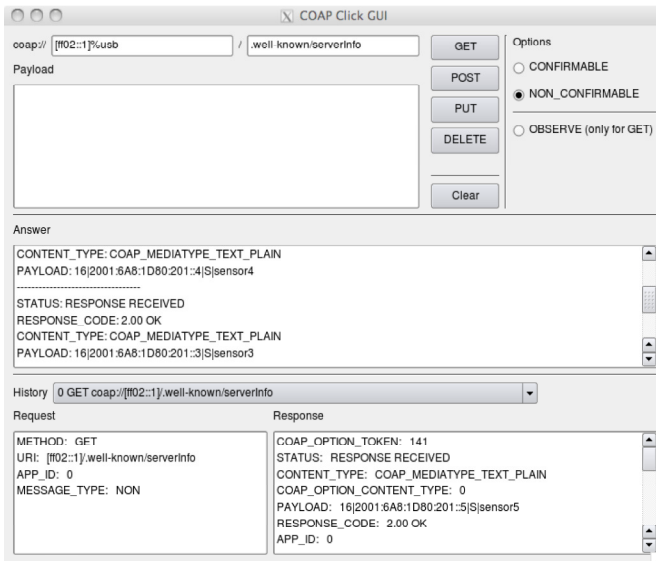 COAP Click GUI
coap:// [ff02::1]%usb / .well-known/serverInfo
GET
Options
Payload
CONFIRMABLE
POST
NON_CONFIRMABLE
PUT
OBSERVE (only for GET)
DELETE
Clear
Answer
CONTENT_TYPE: COAP_MEDIATYPE_TEXT_PLAIN
PAYLOAD: 16|2001:6A8:1D80:201::4|S|sensor4
----------------------------------
STATUS: RESPONSE RECEIVED
RESPONSE_CODE: 2.00 OK
CONTENT_TYPE: COAP_MEDIATYPE_TEXT_PLAIN
PAYLOAD: 16|2001:6A8:1D80:201::3|S|sensor3
History 0 GET coap://[ff02::1]/.well-known/serverInfo
Request
METHOD: GET
URI: [ff02::1]/.well-known/serverInfo
APP_ID: 0
MESSAGE_TYPE: NON
Response
COAP_OPTION_TOKEN: 141
STATUS: RESPONSE RECEIVED
CONTENT_TYPE: COAP_MEDIATYPE_TEXT_PLAIN
COAP_OPTION_CONTENT_TYPE: 0
PAYLOAD: 16|2001:6A8:1D80:201::5|S|sensor5
RESPONSE_CODE: 2.00 OK
APP_ID: 0